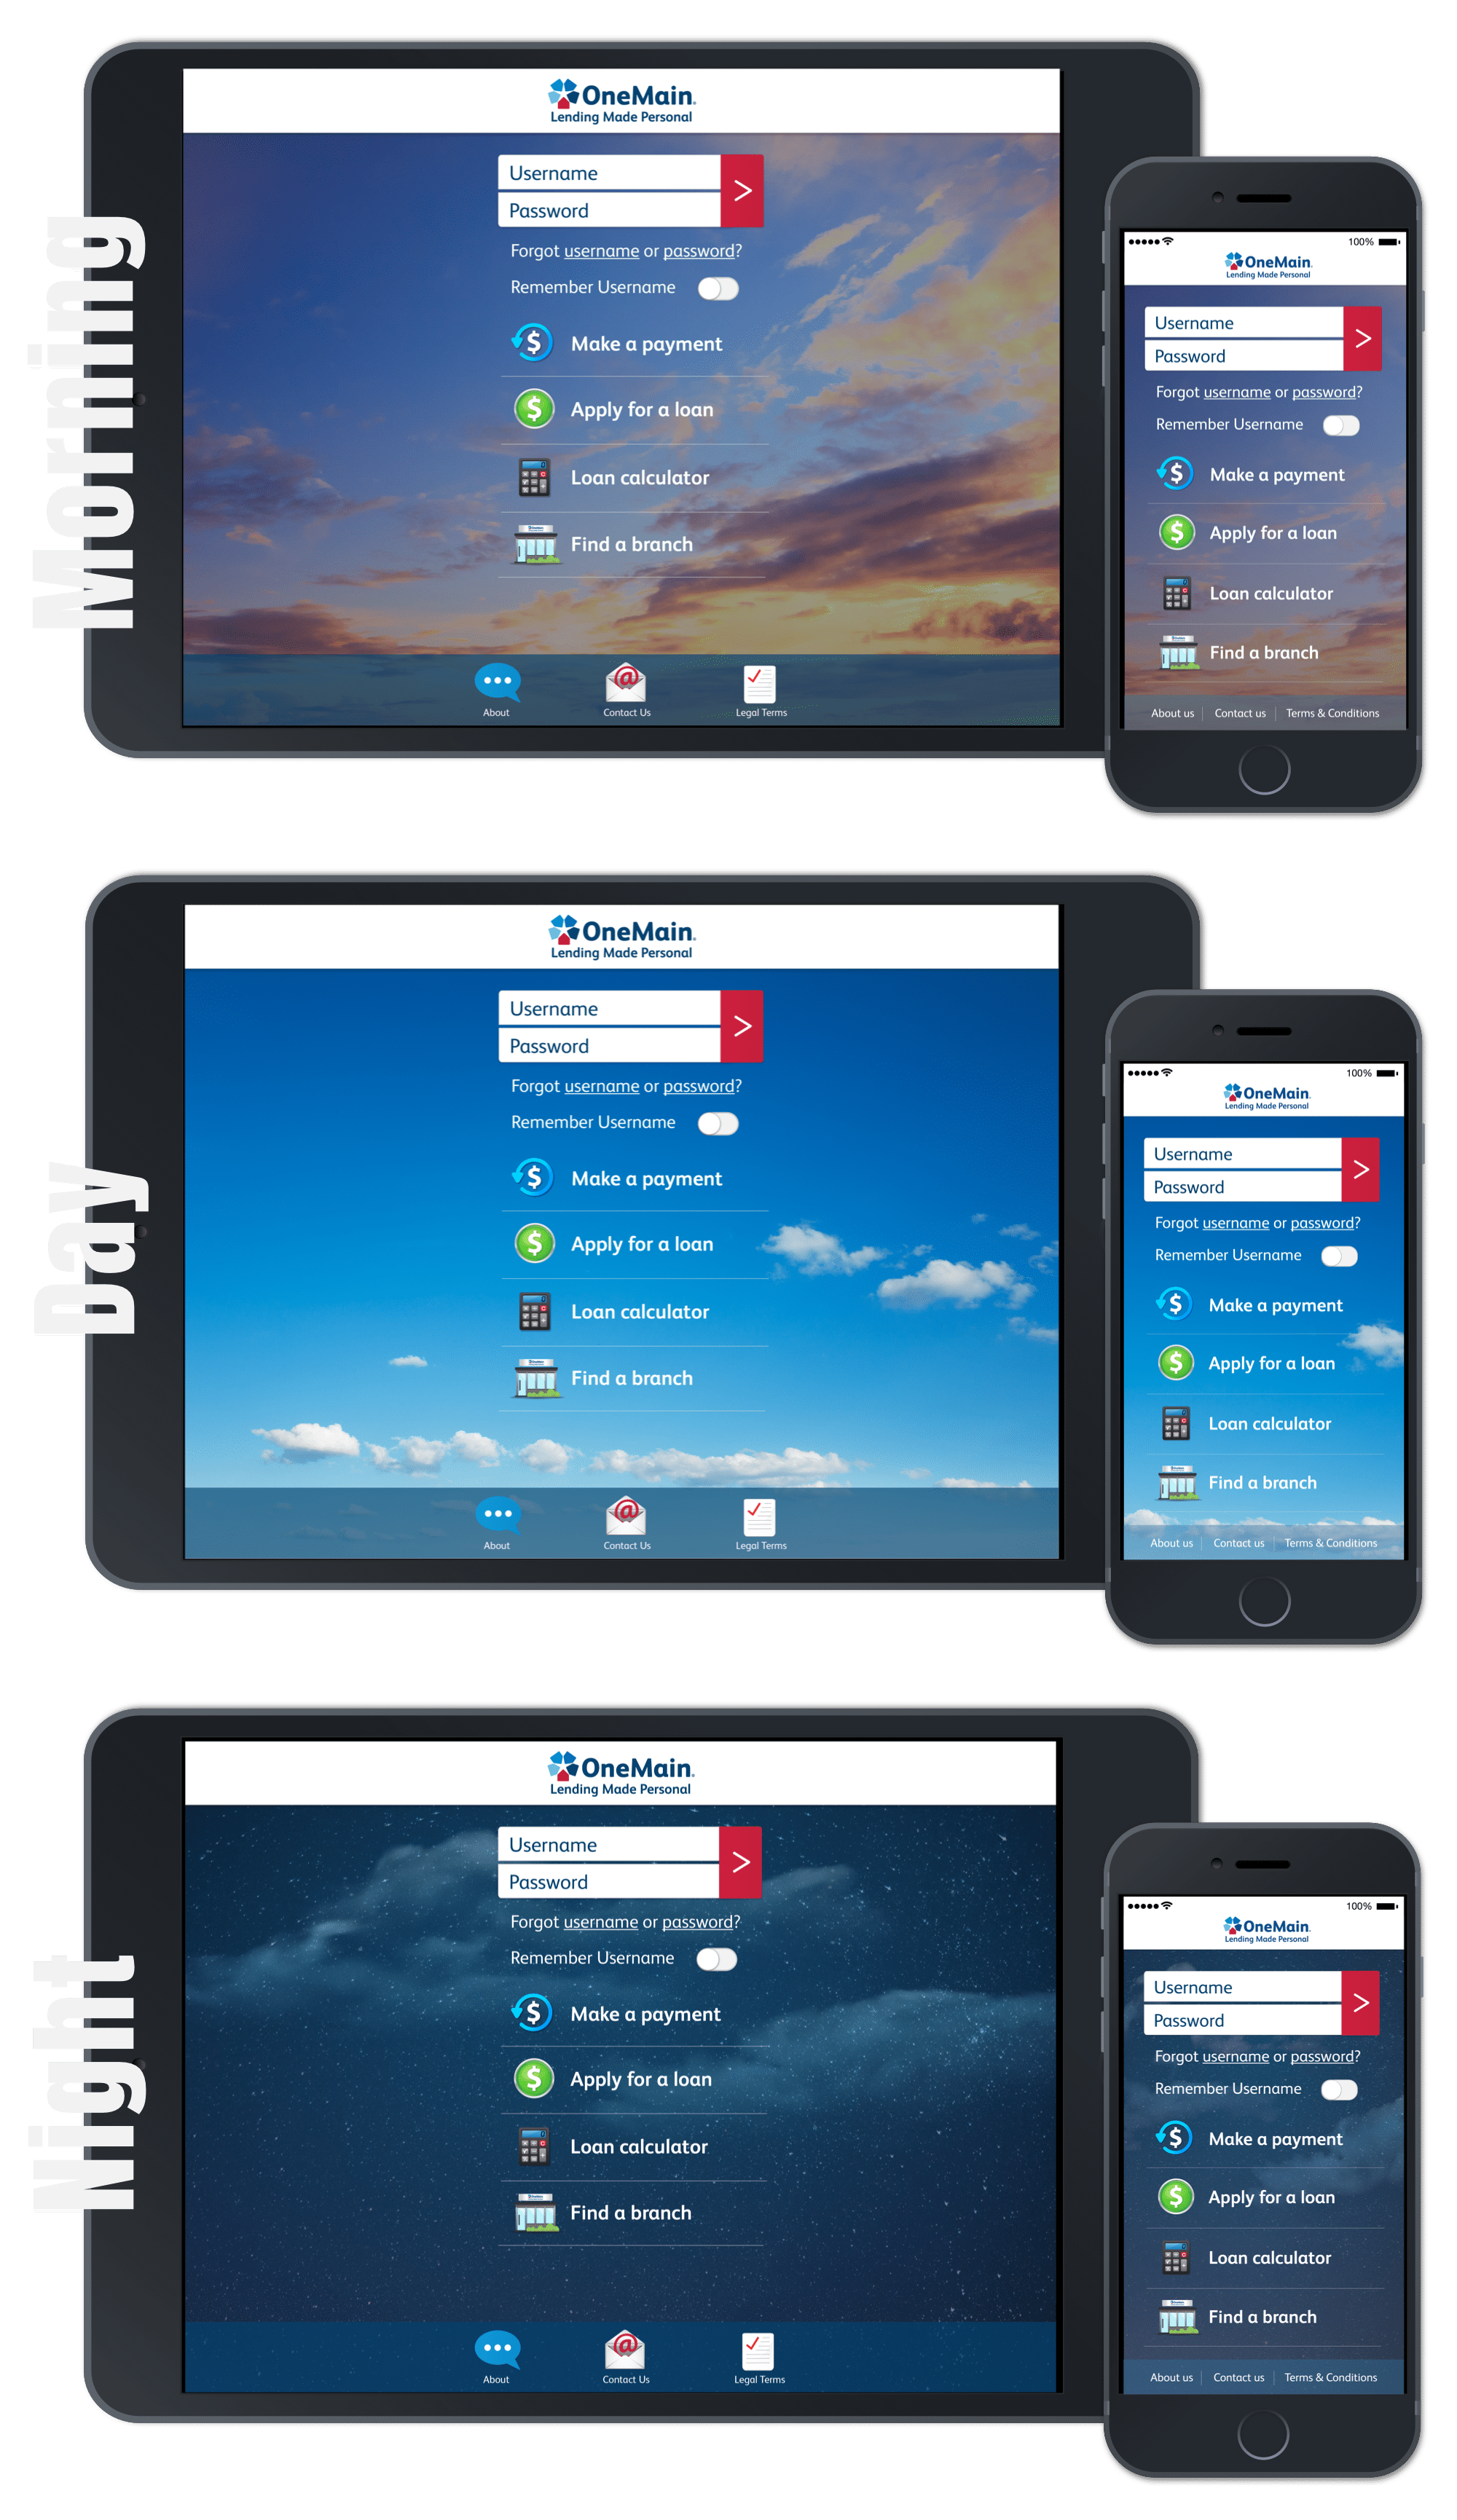 Morning
OneMain.
Lending Made Personal
Username
Password
>
Forgot username or password?
Remember Username
Make a payment
Apply for a loan
Loan calculator
Find a branch
About
Contact Us
Legal Terms
100%
OneMain
Lending Made Personal
Username
Password
>
Forgot username or password?
Remember Username
Make a payment
Apply for a loan
Loan calculator
Find a branch
About us | Contact us | Terms & Conditions
Day
OneMain.
Lending Made Personal
Username
Password
>
Forgot username or password?
Remember Username
Make a payment
Apply for a loan
Loan calculator
Find a branch
About
Contact Us
Legal Terms
100%
OneMain
Lending Made Personal
Username
Password
>
Forgot username or password?
Remember Username
Make a payment
Apply for a loan
Loan calculator
Find a branch
About us | Contact us | Terms & Conditions
Night
OneMain.
Lending Made Personal
Username
Password
>
Forgot username or password?
Remember Username
Make a payment
Apply for a loan
Loan calculator
Find a branch
About
Contact Us
Legal Terms
100%
OneMain
Lending Made Personal
Username
Password
>
Forgot username or password?
Remember Username
Make a payment
Apply for a loan
Loan calculator
Find a branch
About us | Contact us | Terms & Conditions